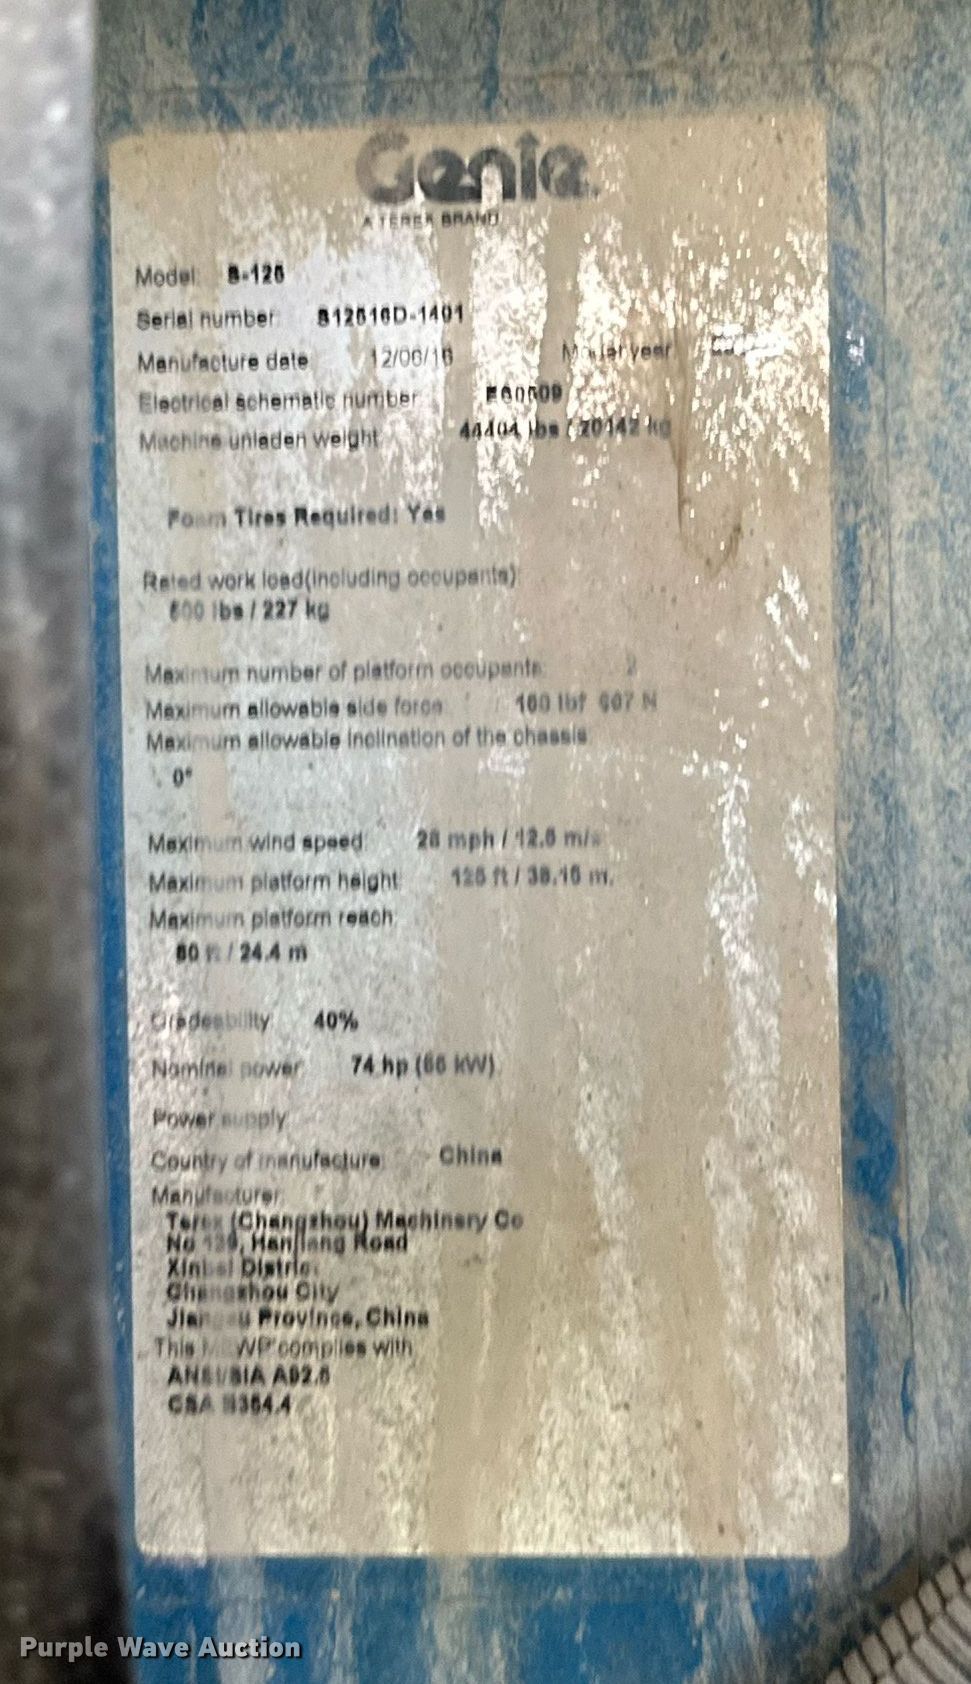 Genie
A TEREX BRAND
Model: S-125
Serial number: S12516D-1401
Manufacture date: 12/06/16 Model year:
Electrical schematic number:
Machine unladen weight: 44404 lbs / 20142 kg
Foam Tires Required: Yes
Rated work load(including occupants):
500 lbs / 227 kg
Maximum number of platform occupants: 2
Maximum allowable side force: 150 lbf 667 N
Maximum allowable inclination of the chassis:
0°
Maximum wind speed: 28 mph / 12.5 m/s
Maximum platform height: 125 ft / 38.15 m.
Maximum platform reach:
80 ft / 24.4 m
Gradeability: 40%
Nominal power: 74 hp (55 kW)
Power supply
Country of manufacture: China
Manufacturer:
Terex (Changzhou) Machinery Co
No , Hanjiang Road
Xinbei District
Changzhou City
Jiangsu Province, China
This MEWP complies with:
ANSI/SIA A92.5
CSA B354.4
Purple Wave Auction